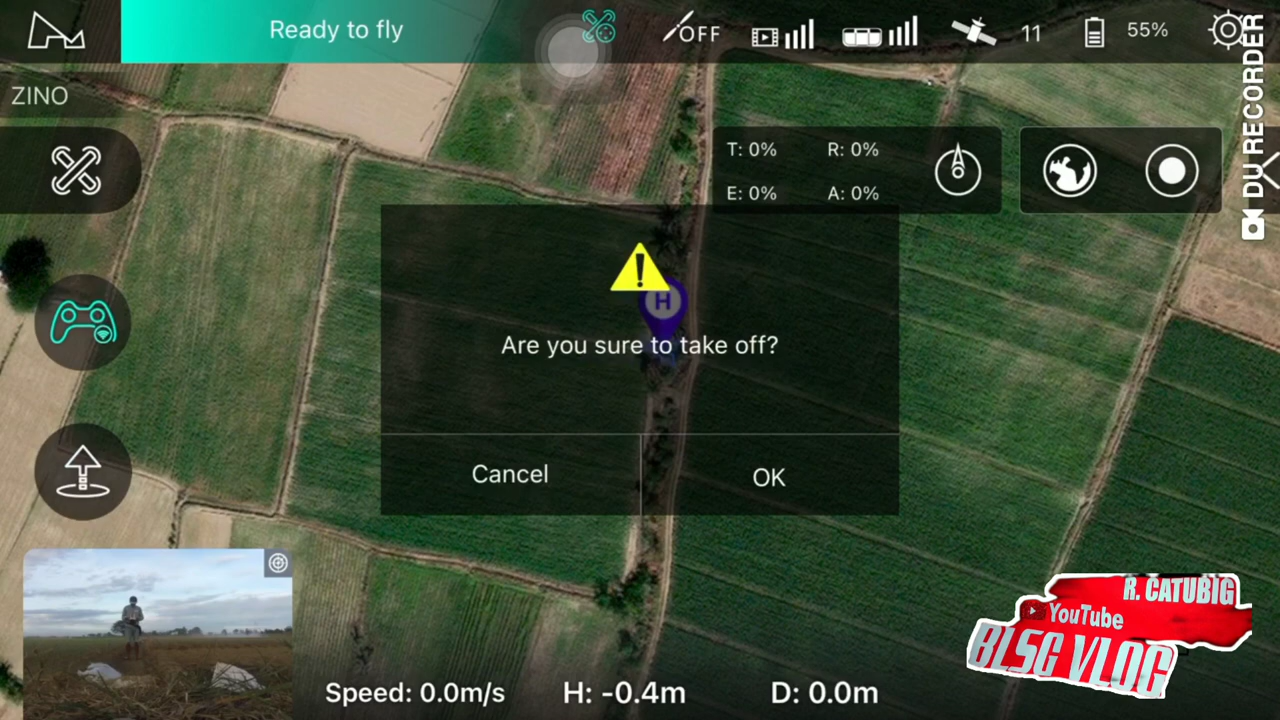 Ready to fly
OFF
11
55%
ZINO
T: 0%
R: 0%
E: 0%
A: 0%
DU RECORDER
H
Are you sure to take off?
Cancel
OK
R. CATUBIG
YouTube
BLSG VLOG
Speed: 0.0m/s
H: -0.4m
D: 0.0m